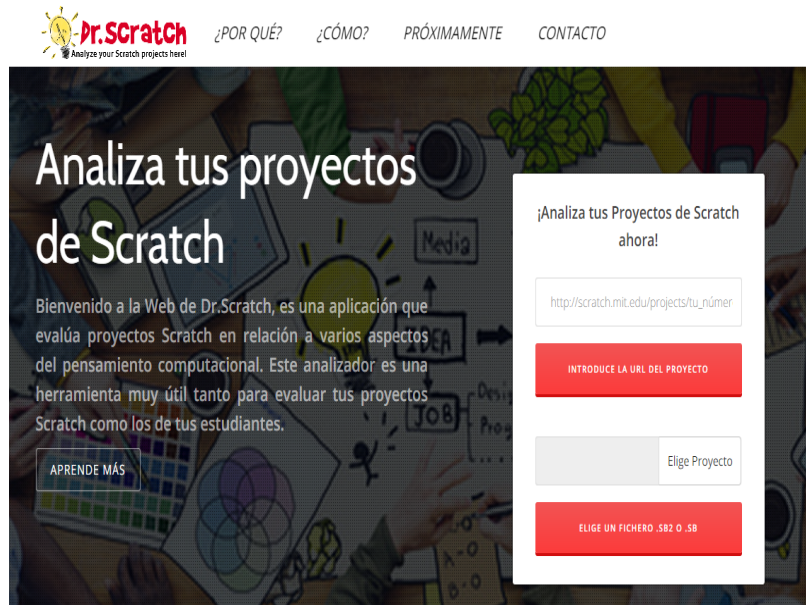 Dr.Scratch
Analyze your Scratch projects here!
¿POR QUÉ?
¿CÓMO?
PRÓXIMAMENTE
CONTACTO
Analiza tus proyectos
de Scratch
Bienvenido a la Web de Dr.Scratch, es una aplicación que
evalúa proyectos Scratch en relación a varios aspectos
del pensamiento computacional. Este analizador es una
herramienta muy útil tanto para evaluar tus proyectos
Scratch como los de tus estudiantes.
APRENDE MÁS
¡Analiza tus Proyectos de Scratch
ahora!
http://scratch.mit.edu/projects/tu_númer
INTRODUCE LA URL DEL PROYECTO
Elige Proyecto
ELIGE UN FICHERO .SB2 O .SB
Media
IDEA
JOB
A-O
B-O